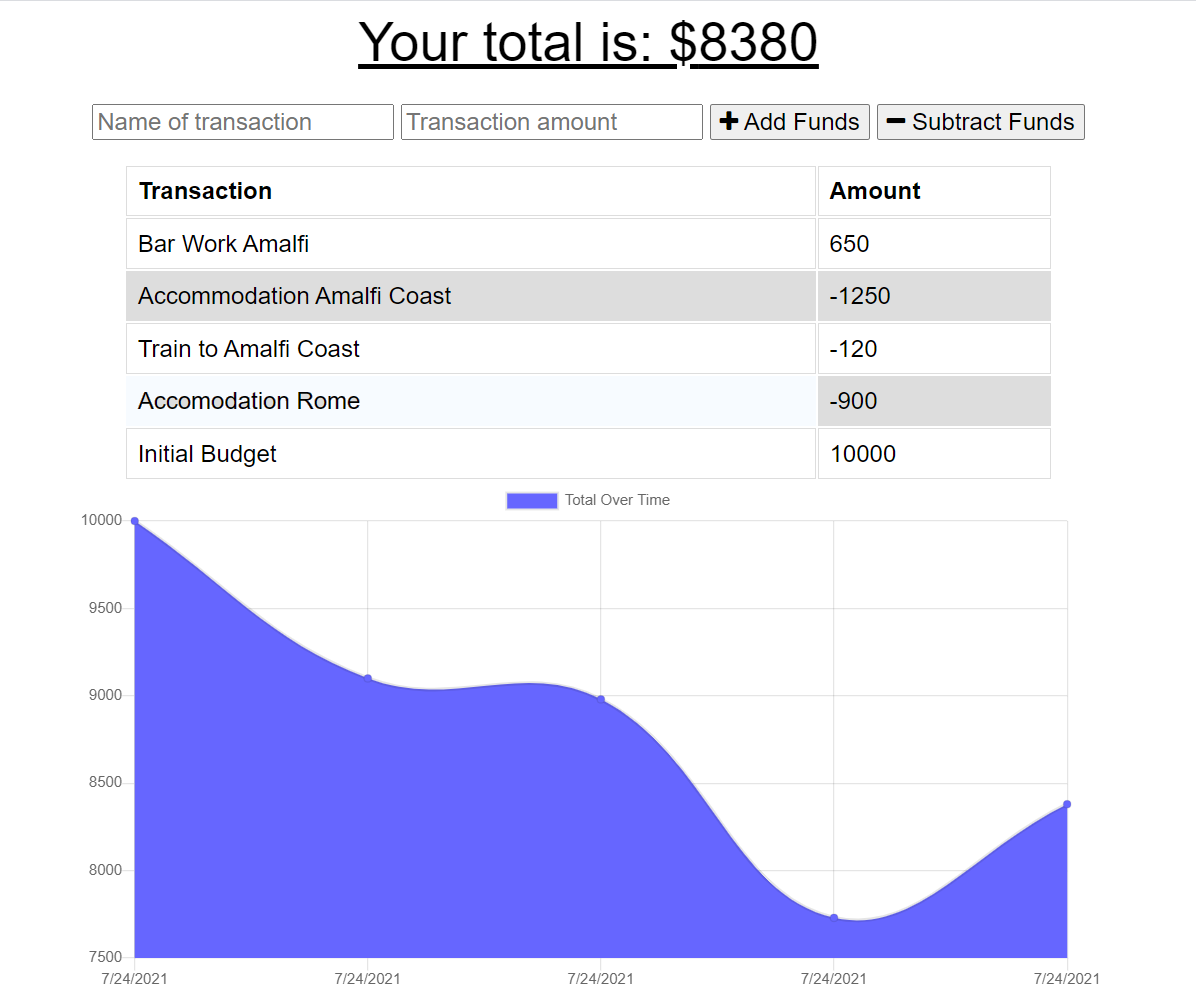 Your total is: $8380
Name of transaction Transaction amount + Add Funds − Subtract Funds
Transaction Amount
Bar Work Amalfi 650
Accommodation Amalfi Coast -1250
Train to Amalfi Coast -120
Accomodation Rome -900
Initial Budget 10000
Total Over Time
10000
9500
9000
8500
8000
7500
7/24/2021 7/24/2021 7/24/2021 7/24/2021 7/24/2021